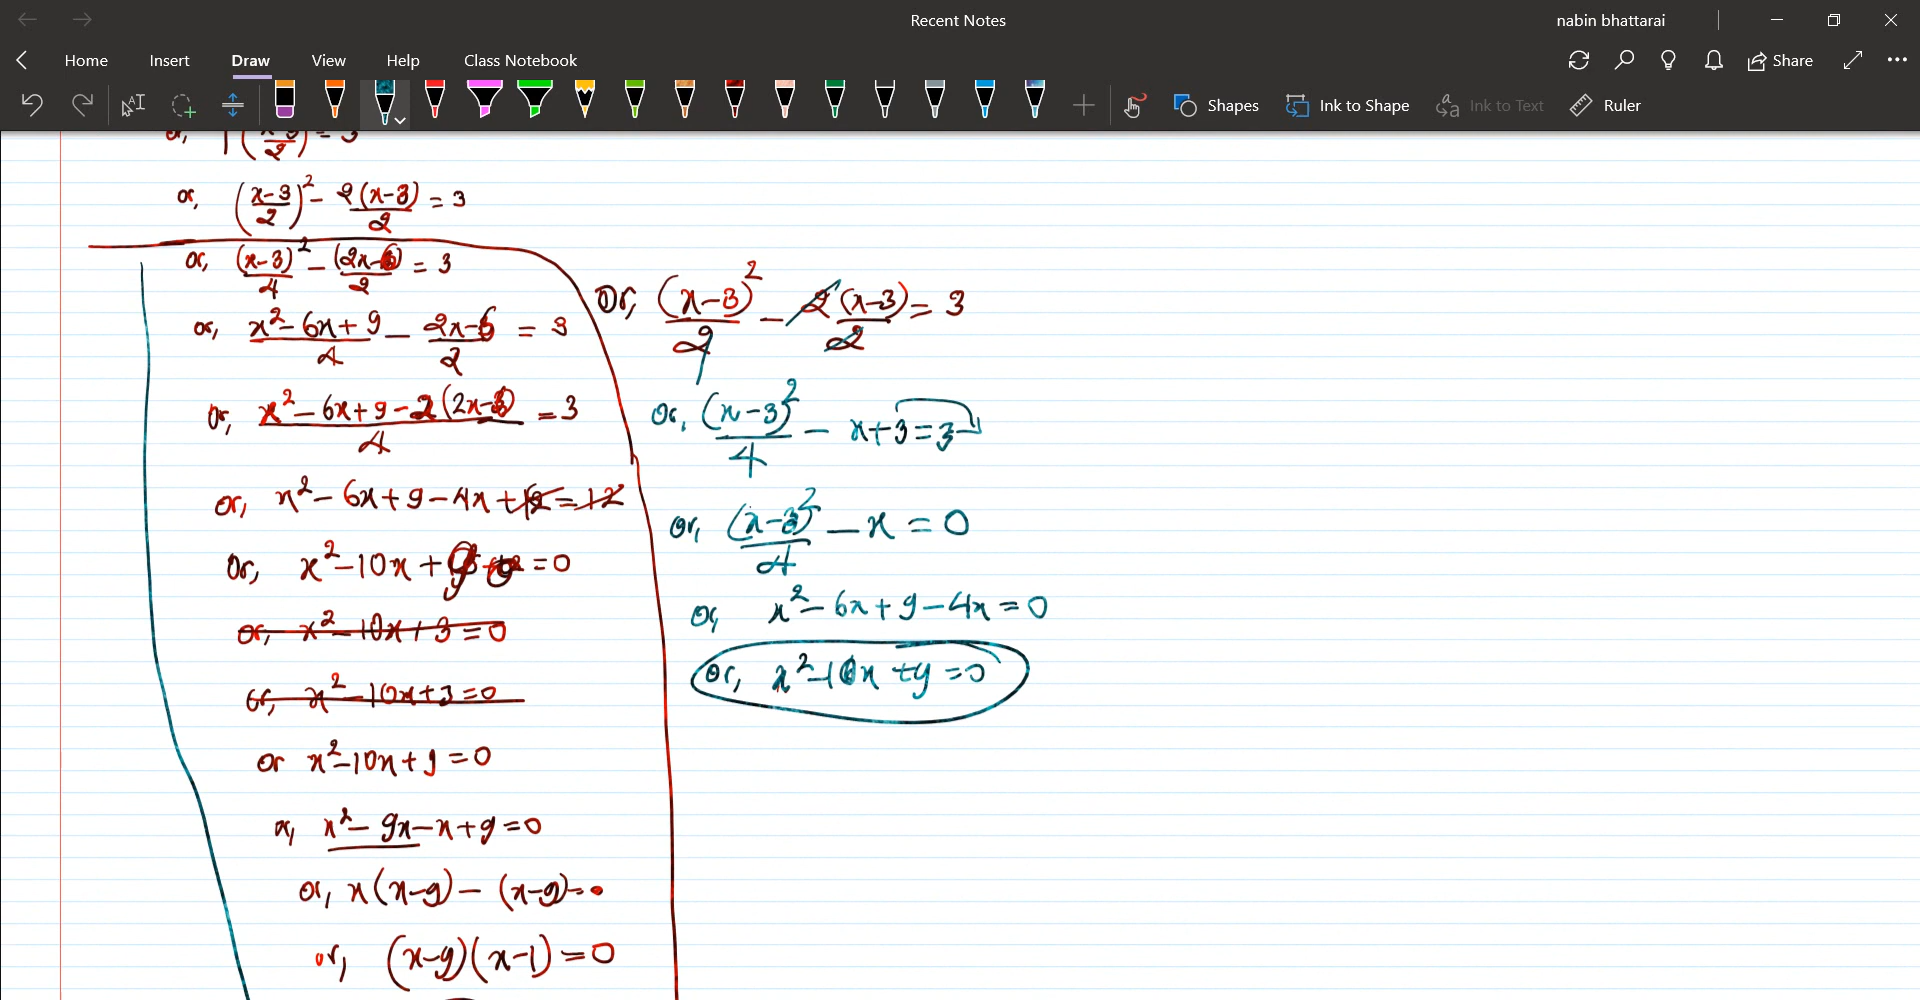 Recent Notes
nabin bhattarai
Home Insert Draw View Help Class Notebook
Share
Shapes Ink to Shape Ink to Text Ruler
or, f((x-3)/2) = 3
or, ((x-3)/2)² - 2(x-3)/2 = 3
or, (x-3)²/4 - (2x-6)/2 = 3
or, (x²-6x+9)/4 - (2x-6)/2 = 3
or, (x²-6x+9-2(2x-6))/4 = 3
or, x²-6x+9-4x+12=12
or, x²-10x+9=0
or, x²-10x+3=0
or, x²-10x+3=0
or x²-10x+9=0
or, x²-9x-x+9=0
or, x(x-9)-(x-9)=0
or, (x-9)(x-1)=0
or, (x-3)²/2 - 2(x-3)/2 = 3
or, (x-3)²/4 - x+3=3
or, (x-3)²/4 - x = 0
or, x²-6x+9-4x=0
or, x²-10x+9=0